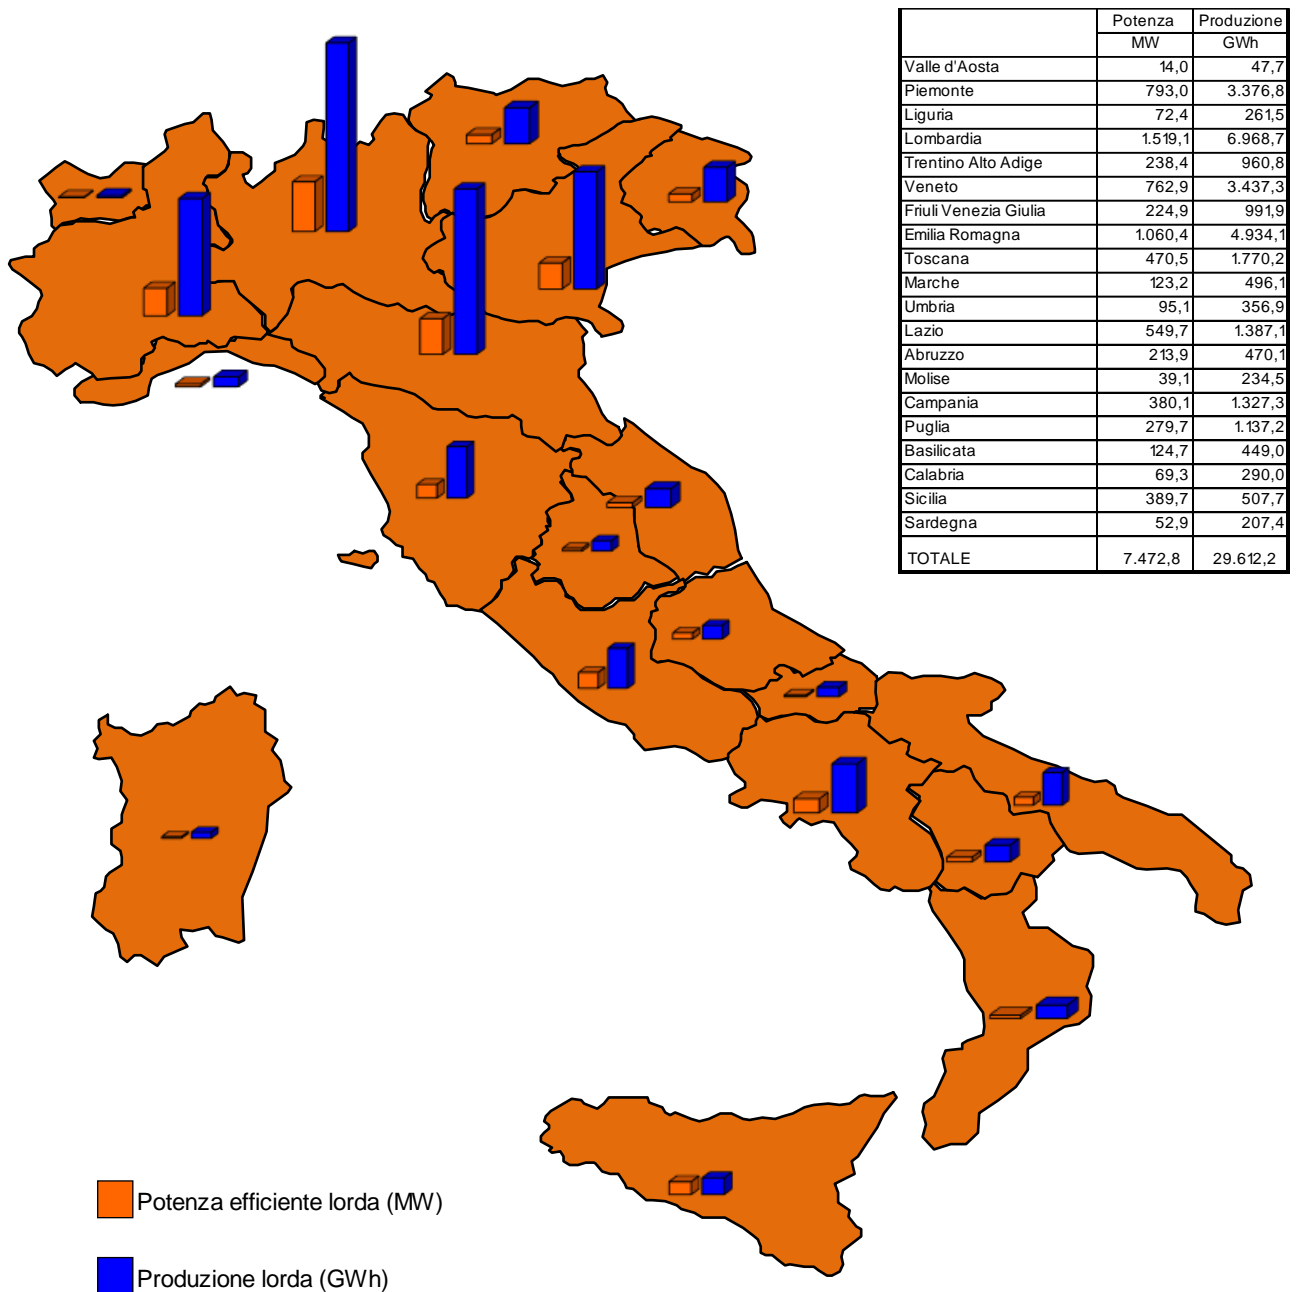 Potenza Produzione
MW GWh
Valle d'Aosta 14,0 47,7
Piemonte 793,0 3.376,8
Liguria 72,4 261,5
Lombardia 1.519,1 6.968,7
Trentino Alto Adige 238,4 960,8
Veneto 762,9 3.437,3
Friuli Venezia Giulia 224,9 991,9
Emilia Romagna 1.060,4 4.934,1
Toscana 470,5 1.770,2
Marche 123,2 496,1
Umbria 95,1 356,9
Lazio 549,7 1.387,1
Abruzzo 213,9 470,1
Molise 39,1 234,5
Campania 380,1 1.327,3
Puglia 279,7 1.137,2
Basilicata 124,7 449,0
Calabria 69,3 290,0
Sicilia 389,7 507,7
Sardegna 52,9 207,4
TOTALE 7.472,8 29.612,2
Potenza efficiente lorda (MW)
Produzione lorda (GWh)